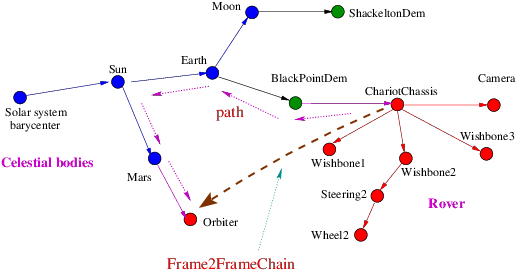 Moon
ShackeltonDem
Sun
Earth
BlackPointDem
ChariotChassis
Camera
Solar system
barycenter
path
Wishbone3
Celestial bodies
Mars
Wishbone1
Wishbone2
Steering2
Rover
Orbiter
Wheel2
Frame2FrameChain